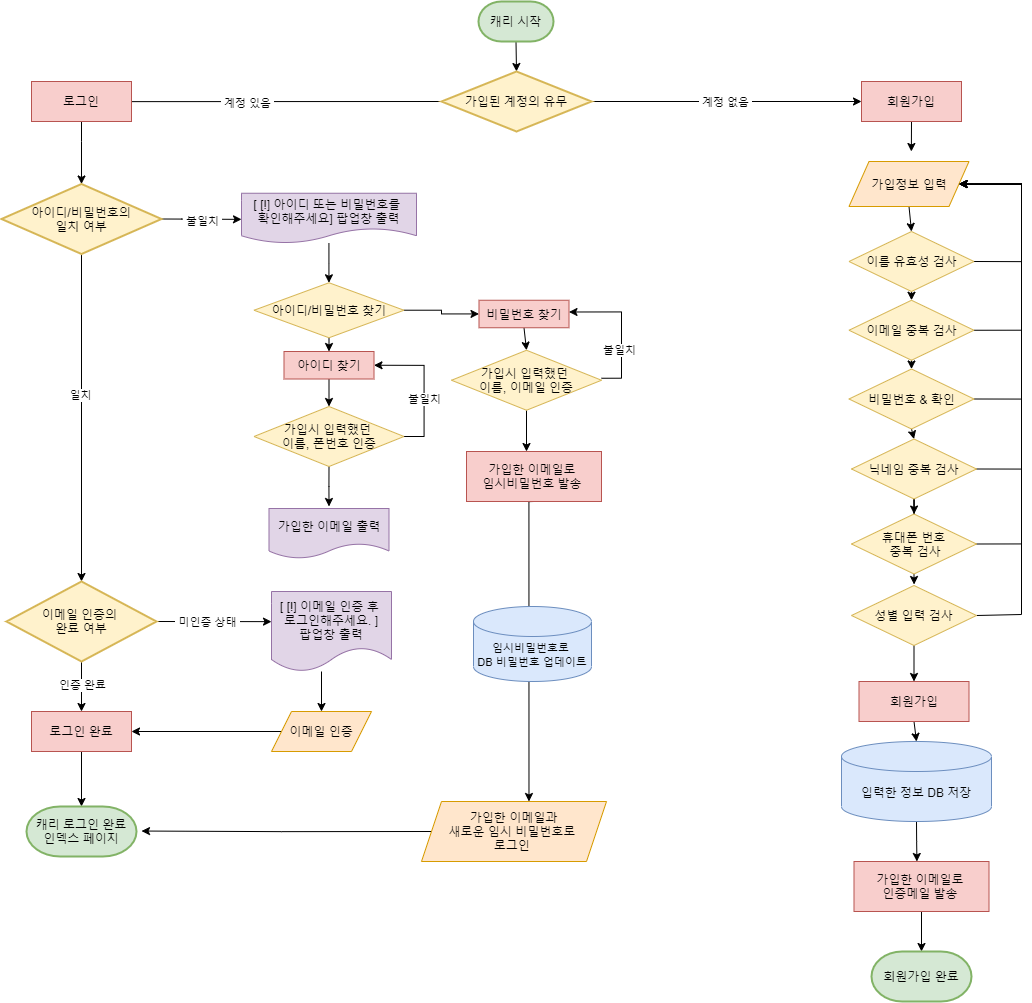 캐리 시작
가입된 계정의 유무
계정 있음
계정 없음
로그인
회원가입
아이디/비밀번호의
일치 여부
불일치
[ [!] 아이디 또는 비밀번호를
확인해주세요] 팝업창 출력
아이디/비밀번호 찾기
아이디 찾기
불일치
가입시 입력했던
이름, 폰번호 인증
가입한 이메일 출력
비밀번호 찾기
불일치
가입시 입력했던
이름, 이메일 인증
가입한 이메일로
임시비밀번호 발송
임시비밀번호로
DB 비밀번호 업데이트
가입한 이메일과
새로운 임시 비밀번호로
로그인
일치
이메일 인증의
완료 여부
미인증 상태
[ [!] 이메일 인증 후
로그인해주세요. ]
팝업창 출력
이메일 인증
인증 완료
로그인 완료
캐리 로그인 완료
인덱스 페이지
가입정보 입력
이름 유효성 검사
이메일 중복 검사
비밀번호 & 확인
닉네임 중복 검사
휴대폰 번호
중복 검사
성별 입력 검사
회원가입
입력한 정보 DB 저장
가입한 이메일로
인증메일 발송
회원가입 완료